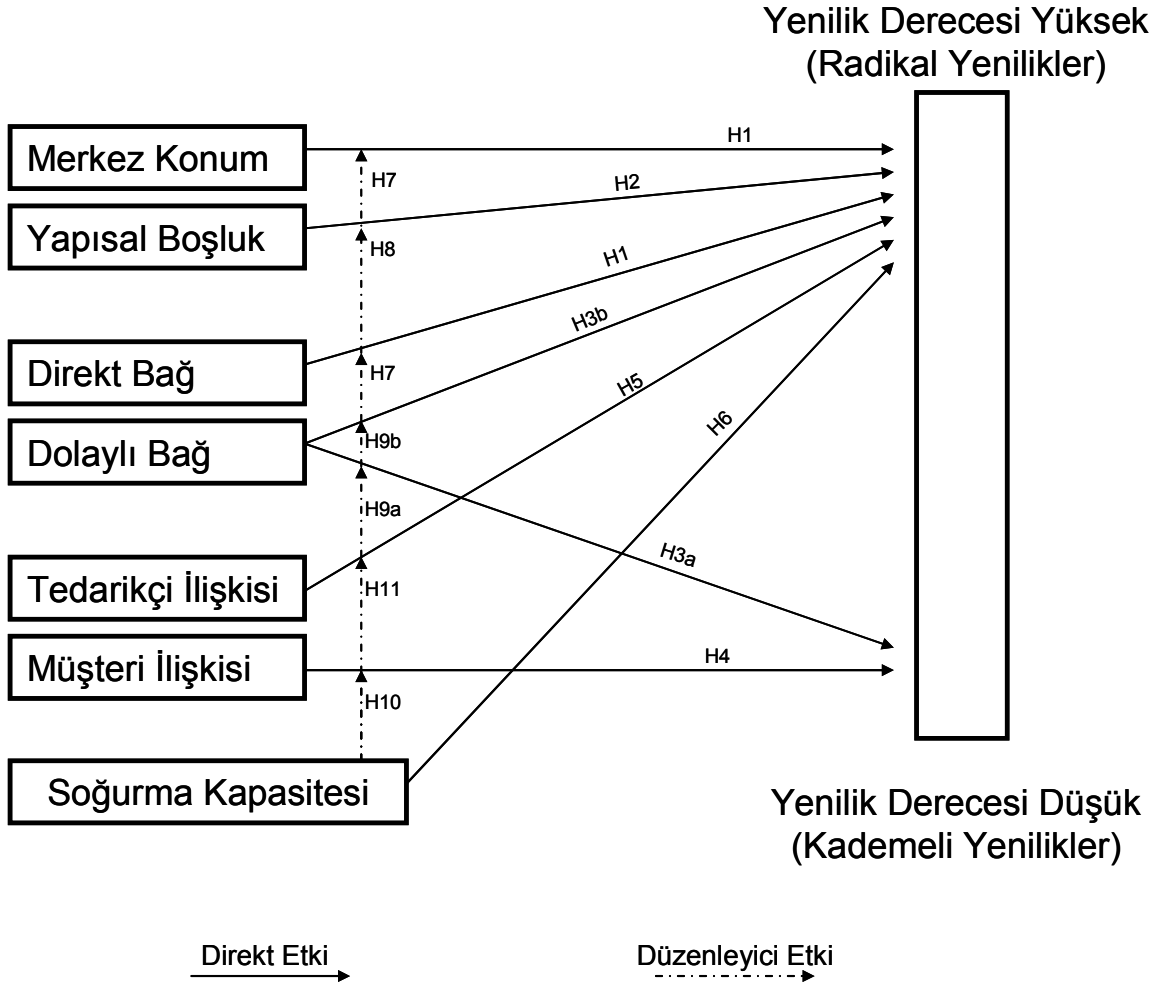 Yenilik Derecesi Yüksek
(Radikal Yenilikler)
Merkez Konum
H1
H7
H2
Yapısal Boşluk
H8
H1
H3b
Direkt Bağ
H7
H5
H6
Dolaylı Bağ
H9b
H9a
H3a
Tedarikçi İlişkisi
H11
Müşteri İlişkisi
H4
H10
Soğurma Kapasitesi
Yenilik Derecesi Düşük
(Kademeli Yenilikler)
Direkt Etki
Düzenleyici Etki